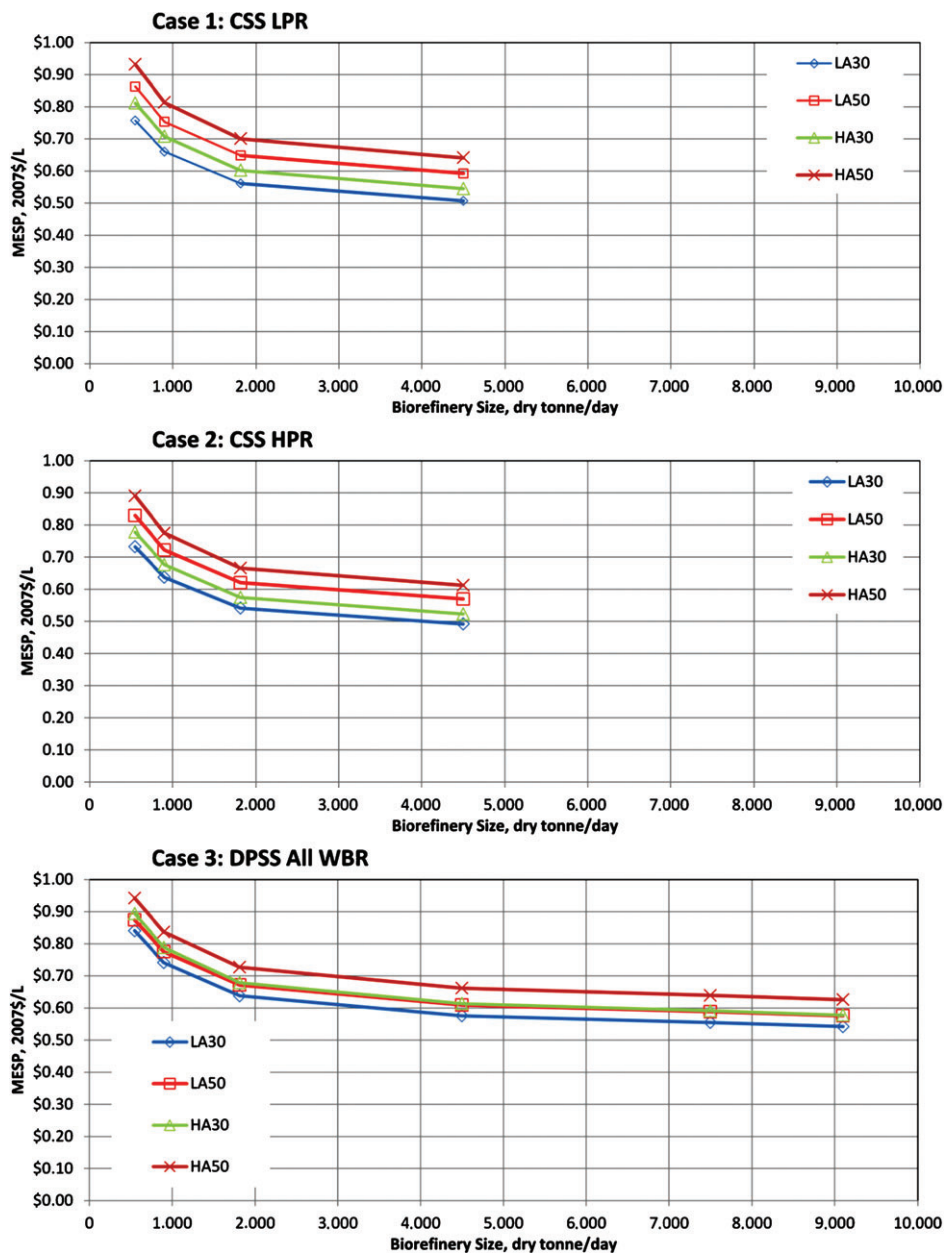 Case 1: CSS LPR
$1.00
$0.90
$0.80
$0.70
$0.60
$0.50
$0.40
$0.30
$0.20
$0.10
$0.00
MESP, 2007$/L
LA30
LA50
HA30
HA50
0 1.000 2.000 3.000 4.000 5.000 6.000 7.000 8.000 9.000 10.000
Biorefinery Size, dry tonne/day
Case 2: CSS HPR
1.00
0.90
0.80
0.70
0.60
0.50
0.40
0.30
0.20
0.10
0.00
MESP, 2007$/L
LA30
LA50
HA30
HA50
0 1.000 2.000 3.000 4.000 5.000 6.000 7.000 8.000 9.000 10.000
Biorefinery Size, dry tonne/day
Case 3: DPSS All WBR
$1.00
$0.90
$0.80
$0.70
$0.60
$0.50
$0.40
$0.30
$0.20
$0.10
$0.00
MESP, 2007$/L
LA30
LA50
HA30
HA50
0 1.000 2.000 3.000 4.000 5.000 6.000 7.000 8.000 9.000 10.000
Biorefinery Size, dry tonne/day